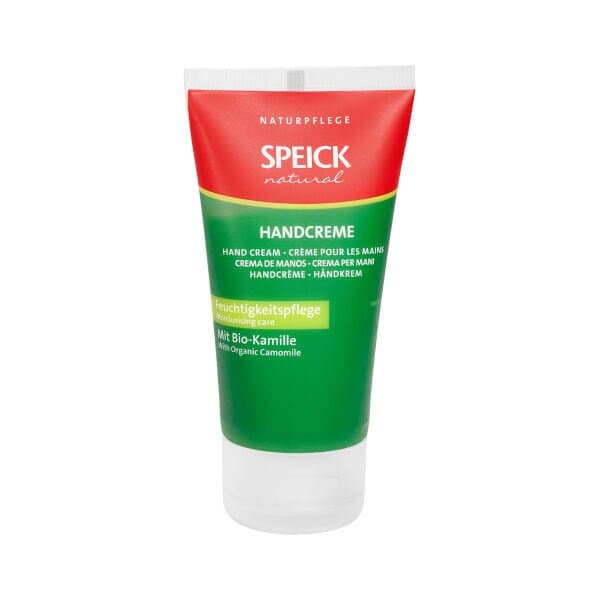 NATURPFLEGE
SPEICK
natural
HANDCREME
HAND CREAM • CRÈME POUR LES MAINS
CREMA DE MANOS • CREMA PER MANI
HANDCRÈME • HÅNDKREM
Feuchtigkeitspflege
Moisturising care
Mit Bio-Kamille
With Organic Camomile